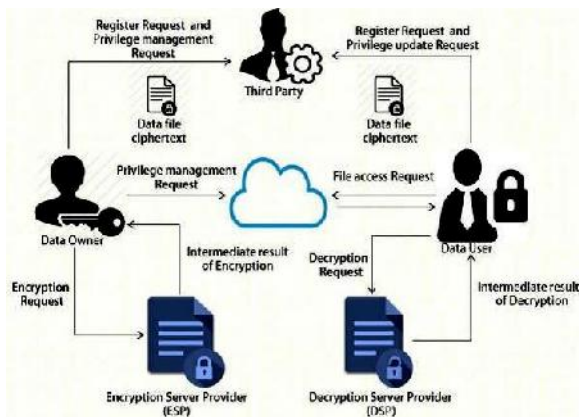 Register Request and
Privilege management
Request
Register Request and
Privilege update Request
Third Party
Data file
ciphertext
Data file
ciphertext
Privilege management
Request
File access Request
Data Owner
Data User
Intermediate result
of Encryption
Decryption
Request
Encryption
Request
Intermediate result
of Decryption
Encryption Server Provider
(ESP)
Decryption Server Provider
(DSP)